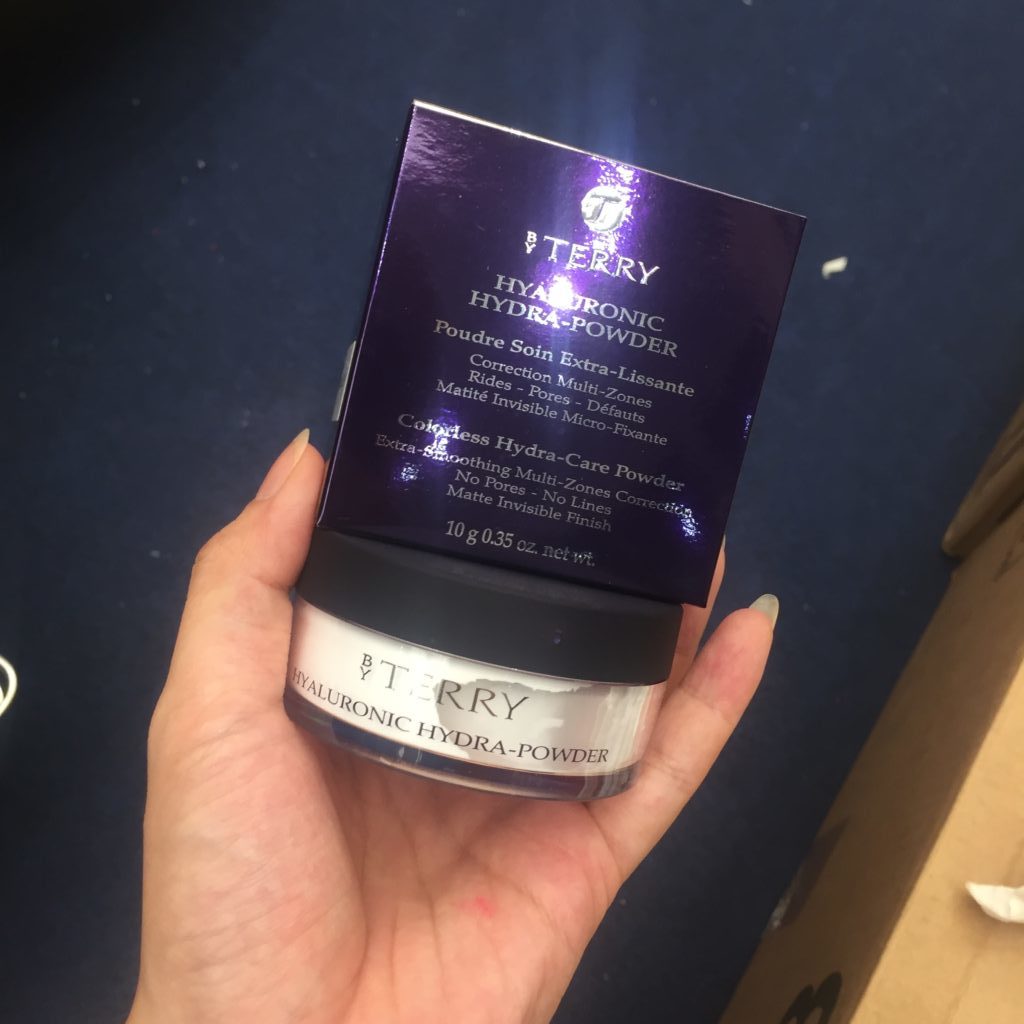 T
BY TERRY
HYALURONIC
HYDRA-POWDER
Poudre Soin Extra-Lissante
Correction Multi-Zones
Rides - Pores - Défauts
Matité Invisible Micro-Fixante
Colorless Hydra-Care Powder
Extra-Smoothing Multi-Zones Correction
No Pores - No Lines
Matte Invisible Finish
10 g 0.35 oz. net wt.
BY TERRY
HYALURONIC HYDRA-POWDER